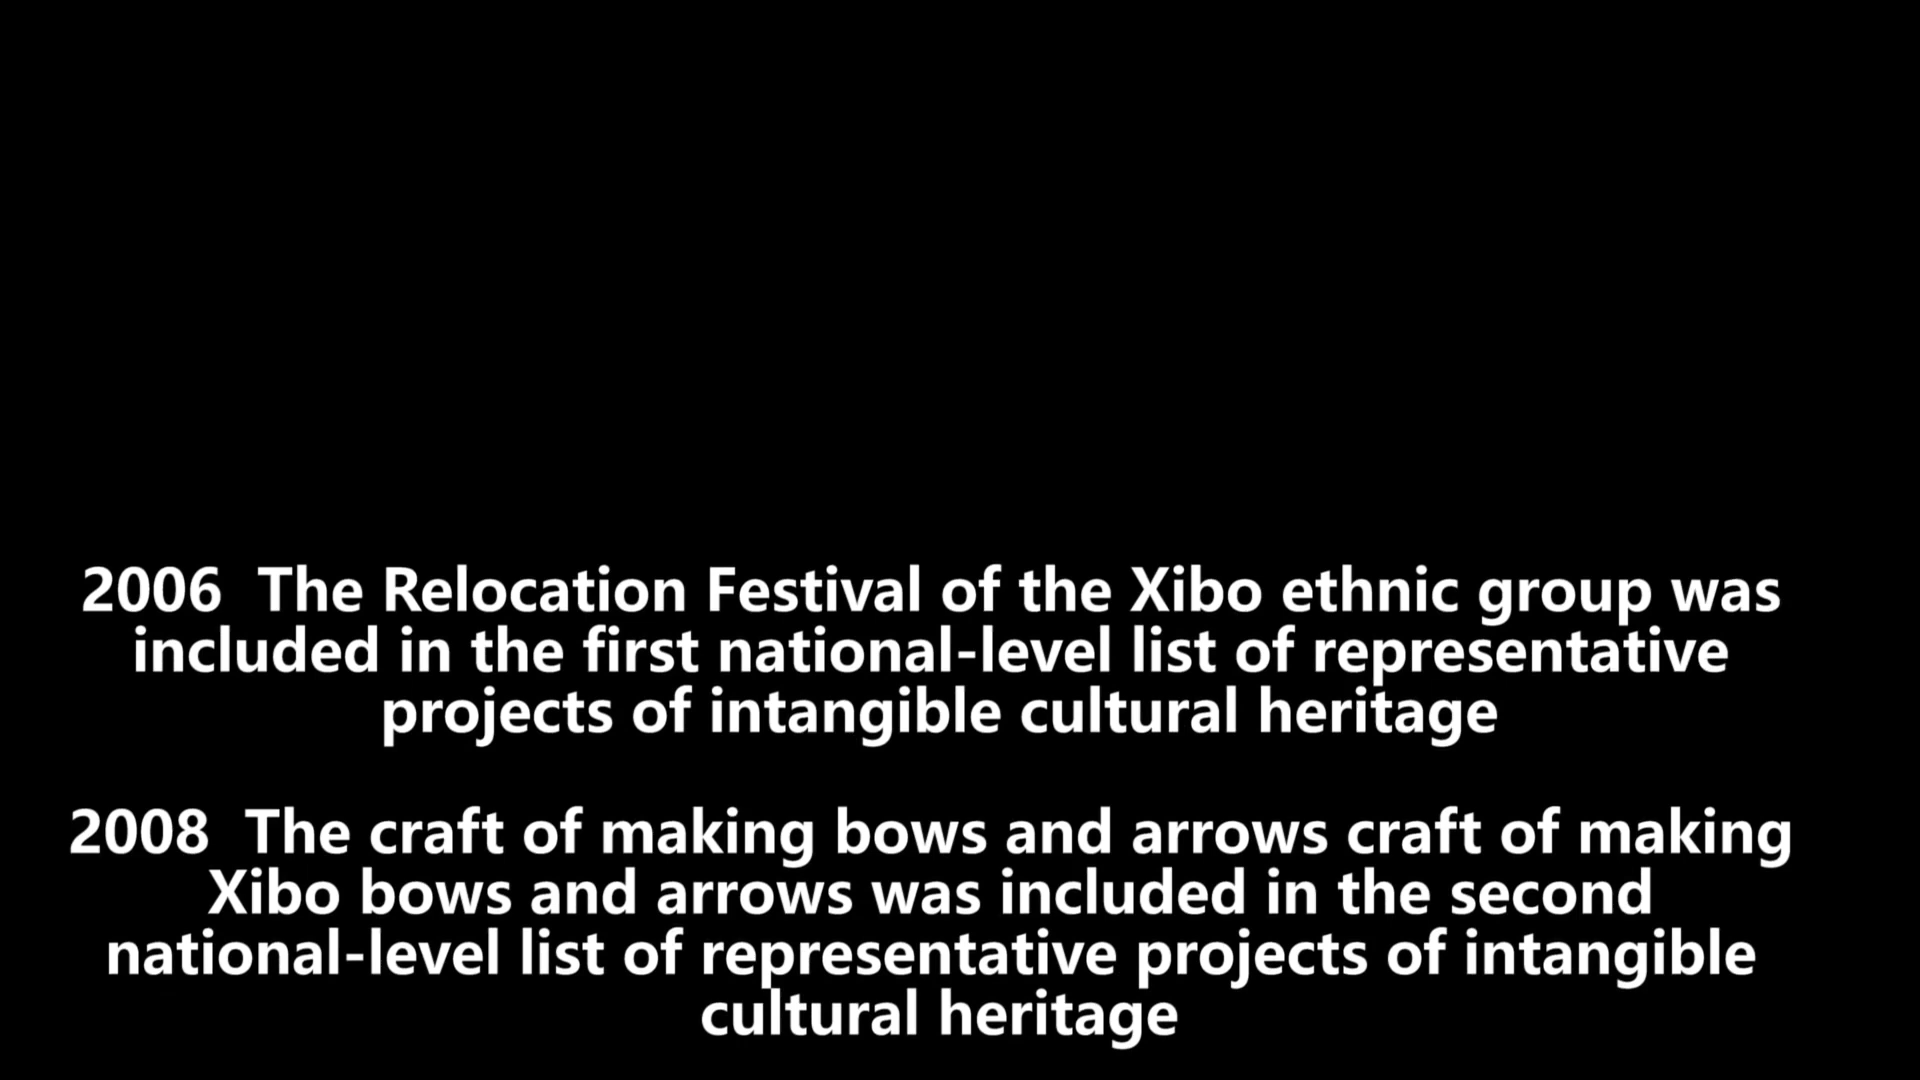 2006  The Relocation Festival of the Xibo ethnic group was
included in the first national-level list of representative
projects of intangible cultural heritage
2008  The craft of making bows and arrows craft of making
Xibo bows and arrows was included in the second
national-level list of representative projects of intangible
cultural heritage